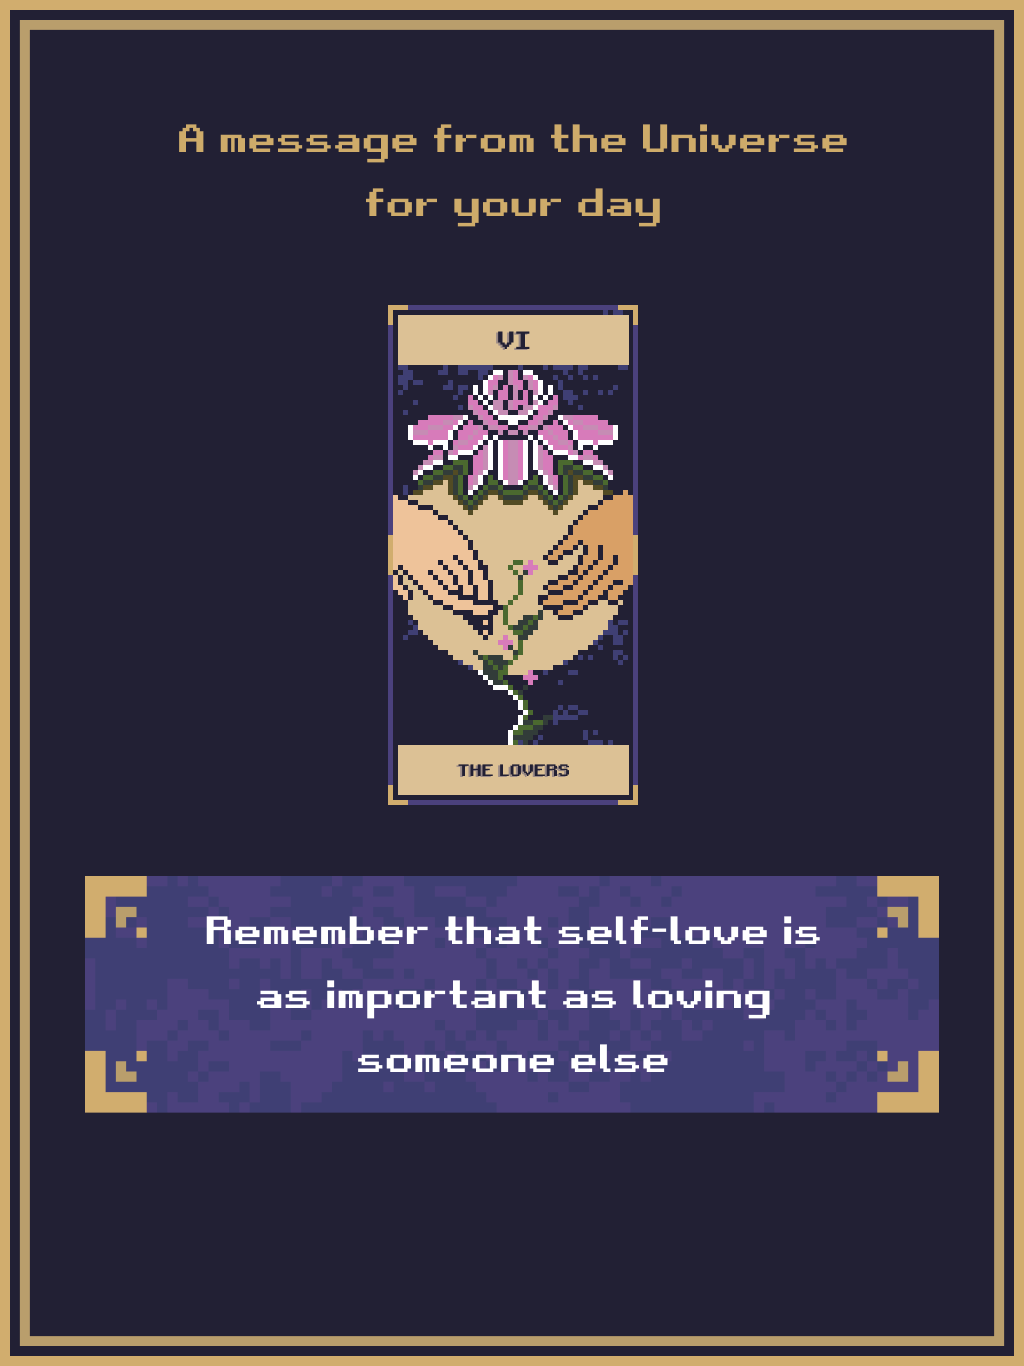 A message from the Universe
for your day
VI
THE LOVERS
Remember that self-love is
as important as loving
someone else